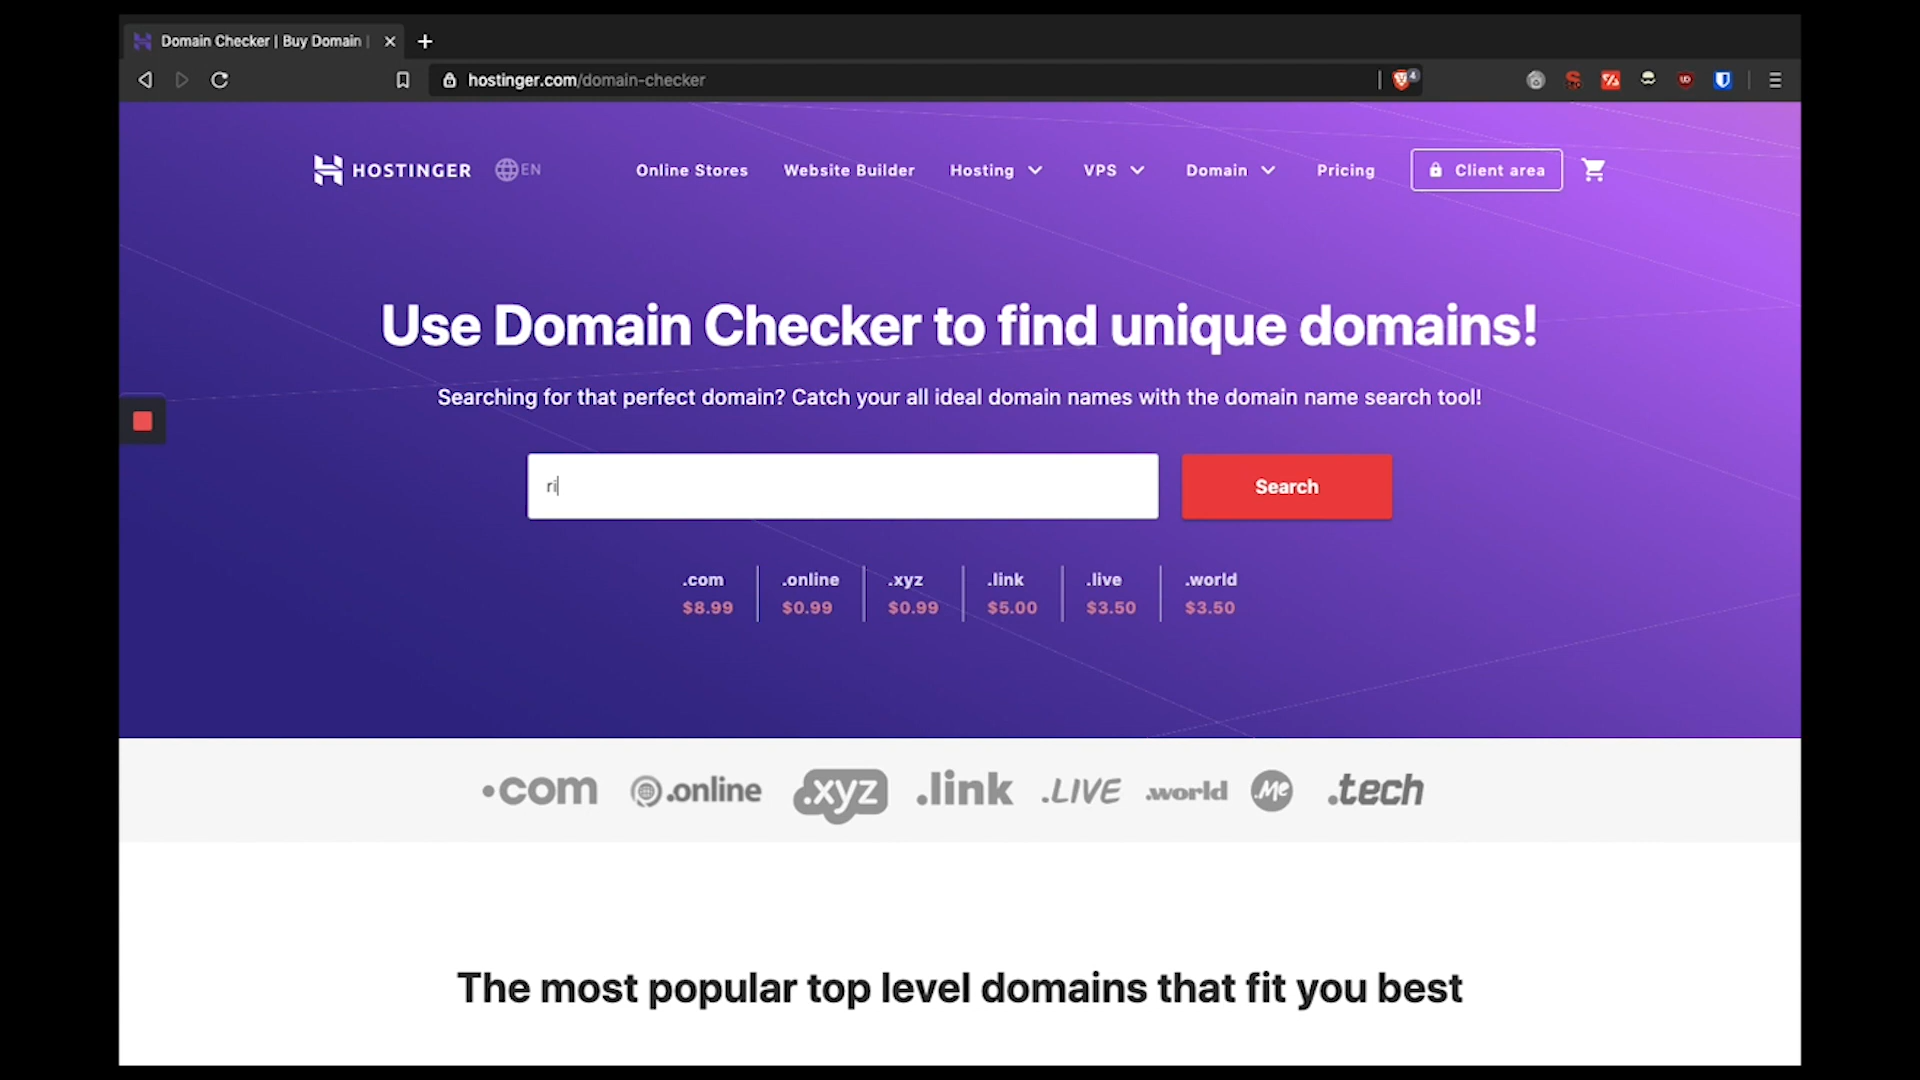 Domain Checker | Buy Domain |
hostinger.com/domain-checker
4
HOSTINGER
EN
Online Stores
Website Builder
Hosting
VPS
Domain
Pricing
Client area
Use Domain Checker to find unique domains!
Searching for that perfect domain? Catch your all ideal domain names with the domain name search tool!
ri
Search
.com
$8.99
.online
$0.99
.xyz
$0.99
.link
$5.00
.live
$3.50
.world
$3.50
.com
.online
.xyz
.link
.LIVE
.world
.Me
.tech
The most popular top level domains that fit you best